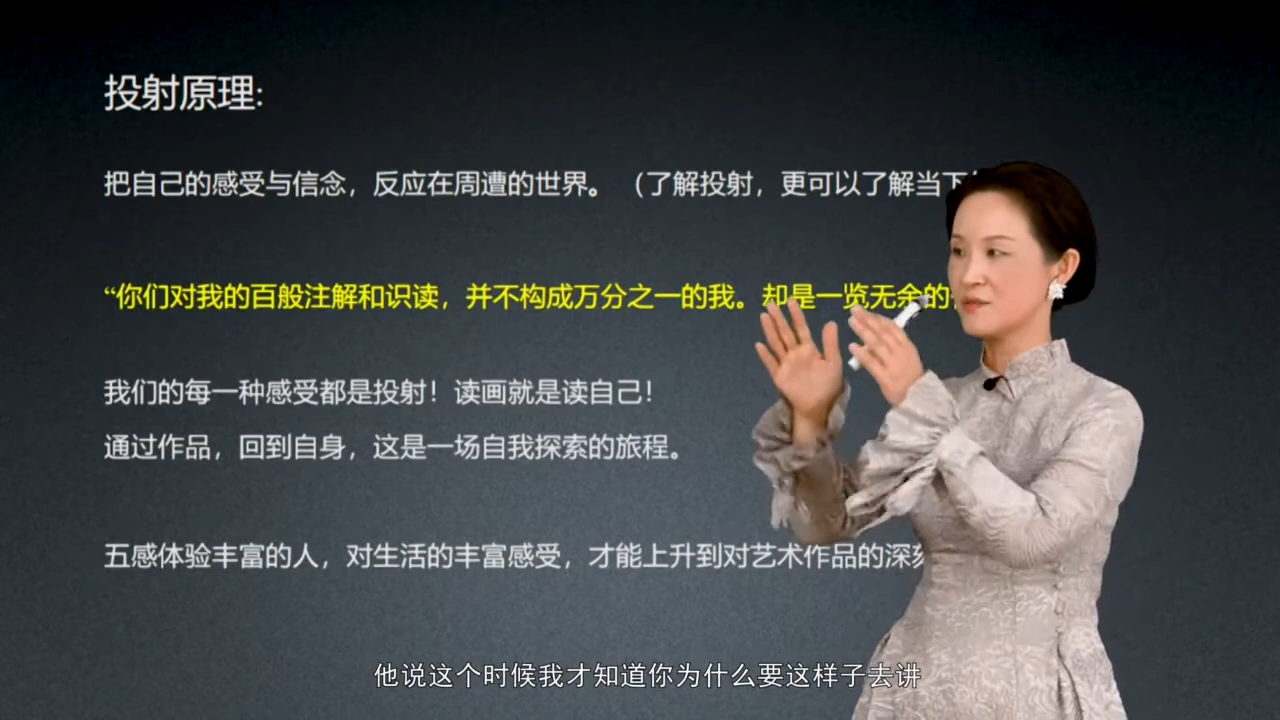 投射原理:
把自己的感受与信念，反应在周遭的世界。（了解投射，更可以了解当下
“你们对我的百般注解和识读，并不构成万分之一的我。却是一览无余的
我们的每一种感受都是投射！读画就是读自己！
通过作品，回到自身，这是一场自我探索的旅程。
五感体验丰富的人，对生活的丰富感受，才能上升到对艺术作品的深刻
他说这个时候我才知道你为什么要这样子去讲